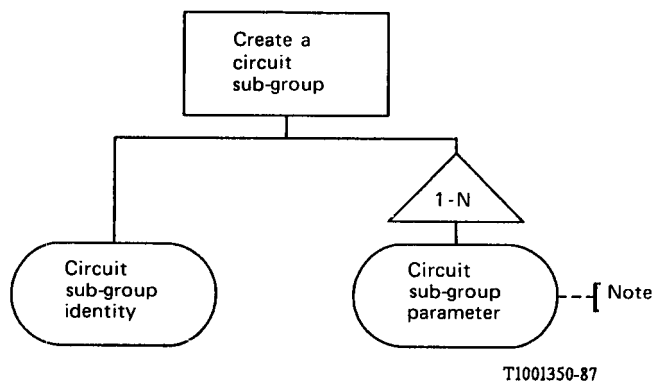 Create a
circuit
sub-group
1-N
Circuit
sub-group
identity
Circuit
sub-group
parameter
Note
T1001350-87